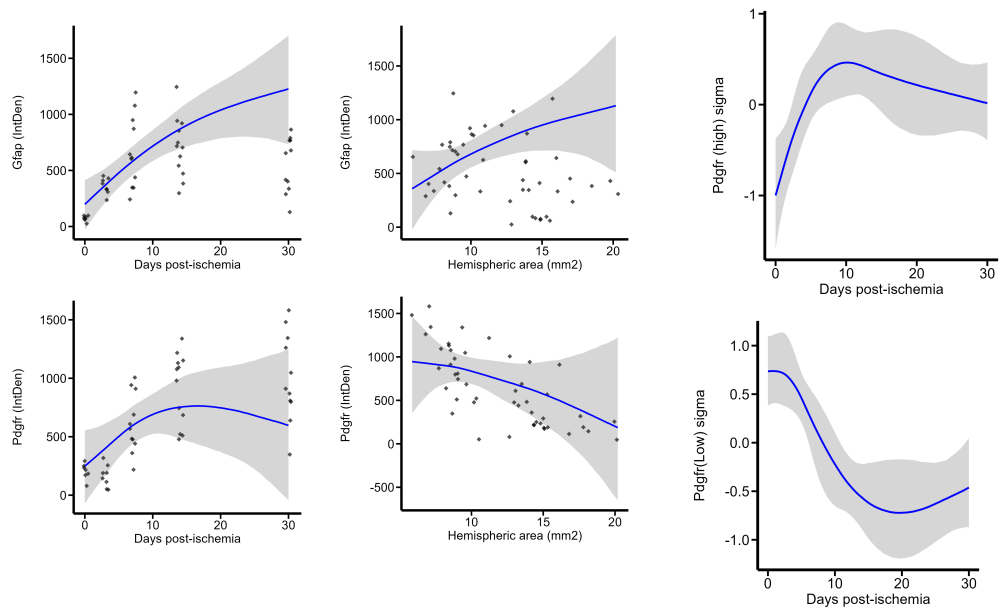 Gfap (IntDen)
1500
1000
500
0
0 10 20 30
Days post-ischemia
Gfap (IntDen)
1500
1000
500
0
10 15 20
Hemispheric area (mm2)
Pdgfr (high) sigma
1
0
-1
0 10 20 30
Days post-ischemia
Pdgfr (IntDen)
1500
1000
500
0
0 10 20 30
Days post-ischemia
Pdgfr (IntDen)
1500
1000
500
0
-500
10 15 20
Hemispheric area (mm2)
Pdgfr(Low) sigma
1.0
0.5
0.0
-0.5
-1.0
0 10 20 30
Days post-ischemia